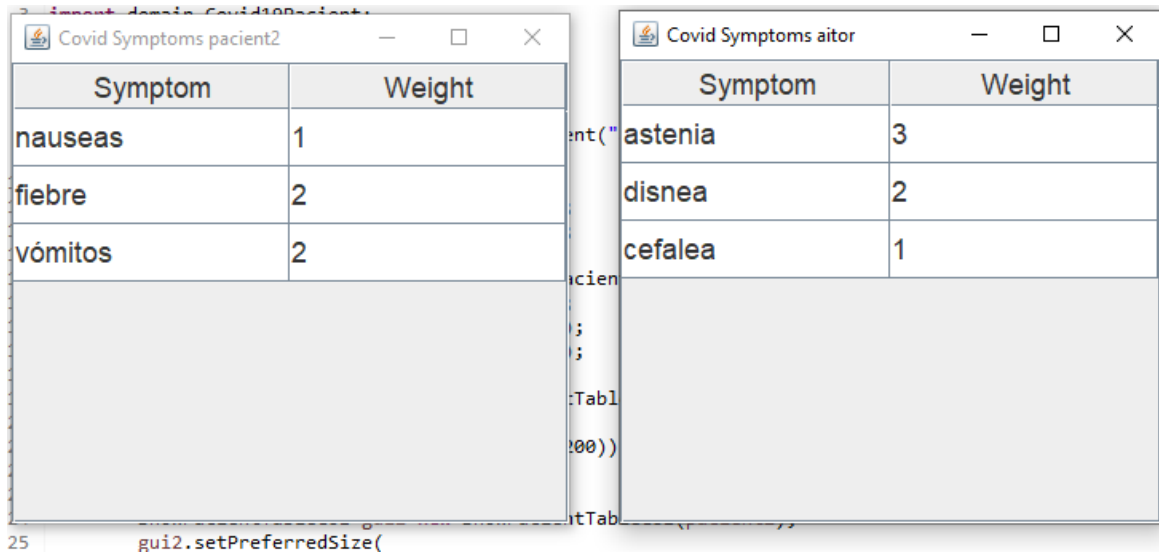 3 import domain.Covid19Pacient;
Covid Symptoms pacient2
Symptom Weight
nauseas 1
fiebre 2
vómitos 2
Covid Symptoms aitor
Symptom Weight
astenia 3
disnea 2
cefalea 1
ent("
acien
);
);
tTabl
200))
25 gui2.setPreferredSize(